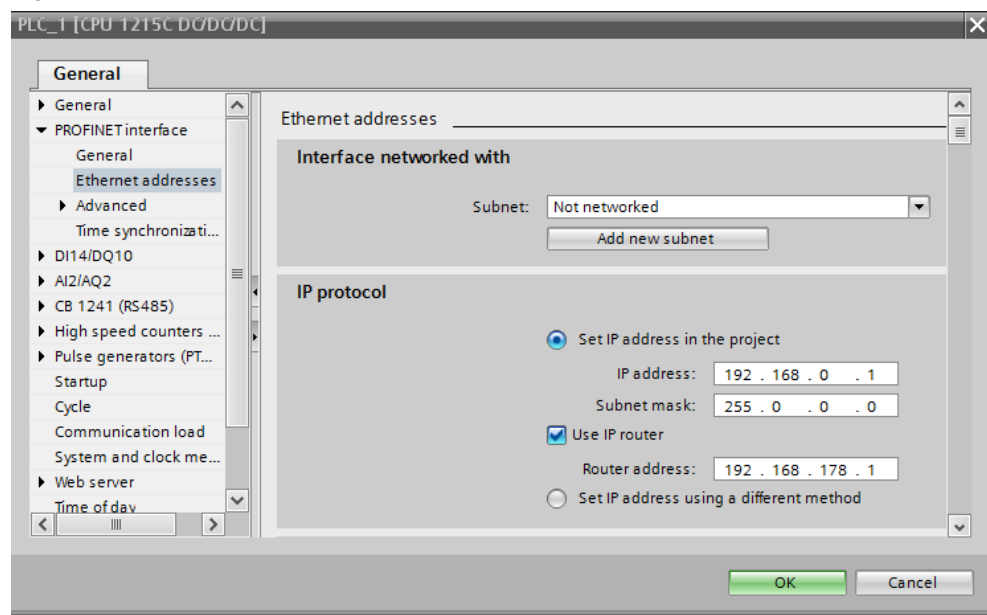 PLC_1 [CPU 1215C DC/DC/DC]
General
General
PROFINET interface
General
Ethernet addresses
Advanced
Time synchronizati...
DI14/DQ10
AI2/AQ2
CB 1241 (RS485)
High speed counters ...
Pulse generators (PT...
Startup
Cycle
Communication load
System and clock me...
Web server
Time of day
Ethernet addresses
Interface networked with
Subnet: Not networked
Add new subnet
IP protocol
Set IP address in the project
IP address: 192 . 168 . 0 . 1
Subnet mask: 255 . 0 . 0 . 0
Use IP router
Router address: 192 . 168 . 178 . 1
Set IP address using a different method
OK Cancel